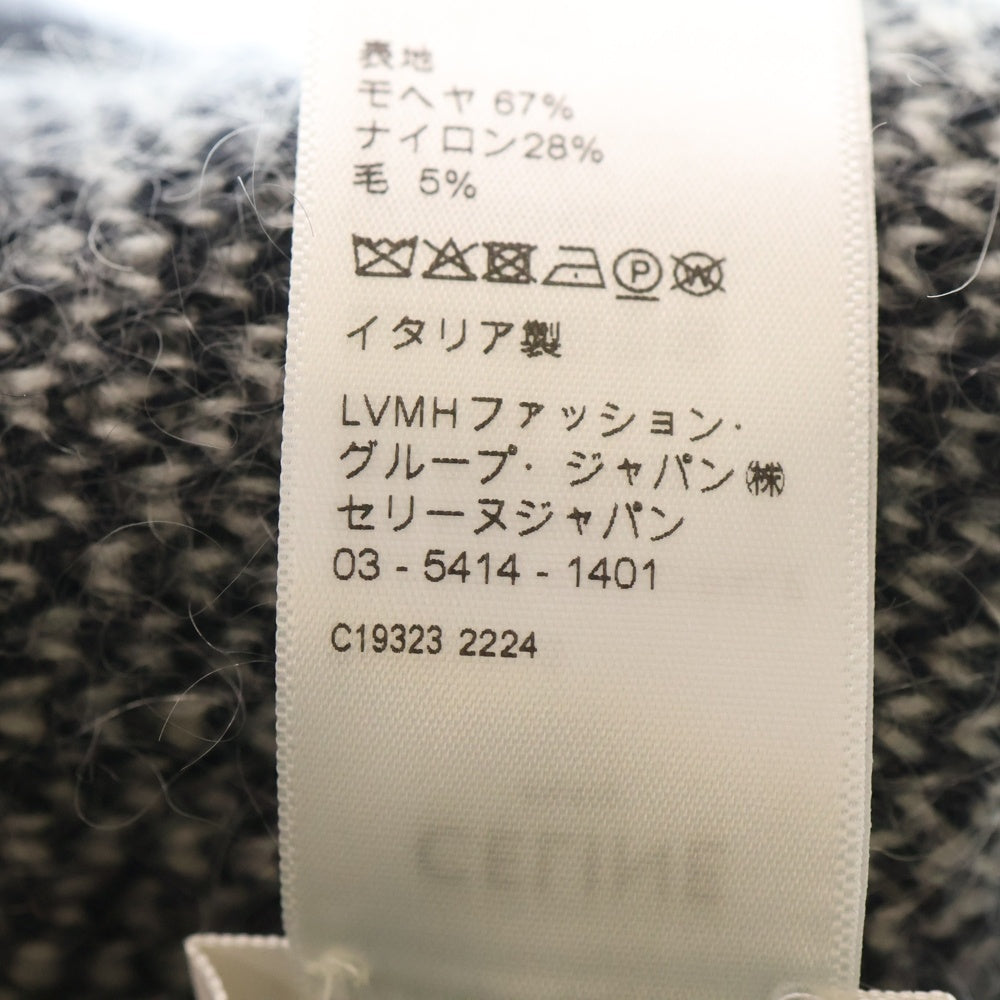 表地
モヘヤ 67%
ナイロン28%
毛 5%
P W
イタリア製
LVMHファッション・
グループ・ ジャパン㈱
セリーヌジャパン
03 - 5414 - 1401
C19323 2224
CELINE